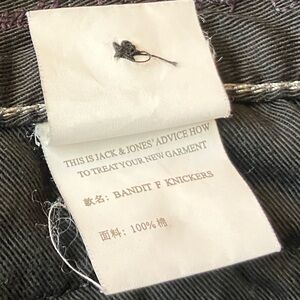 THIS IS JACK & JONES' ADVICE HOW
TO TREAT YOUR NEW GARMENT
款名: BANDIT F KNICKERS
面料: 100% 棉